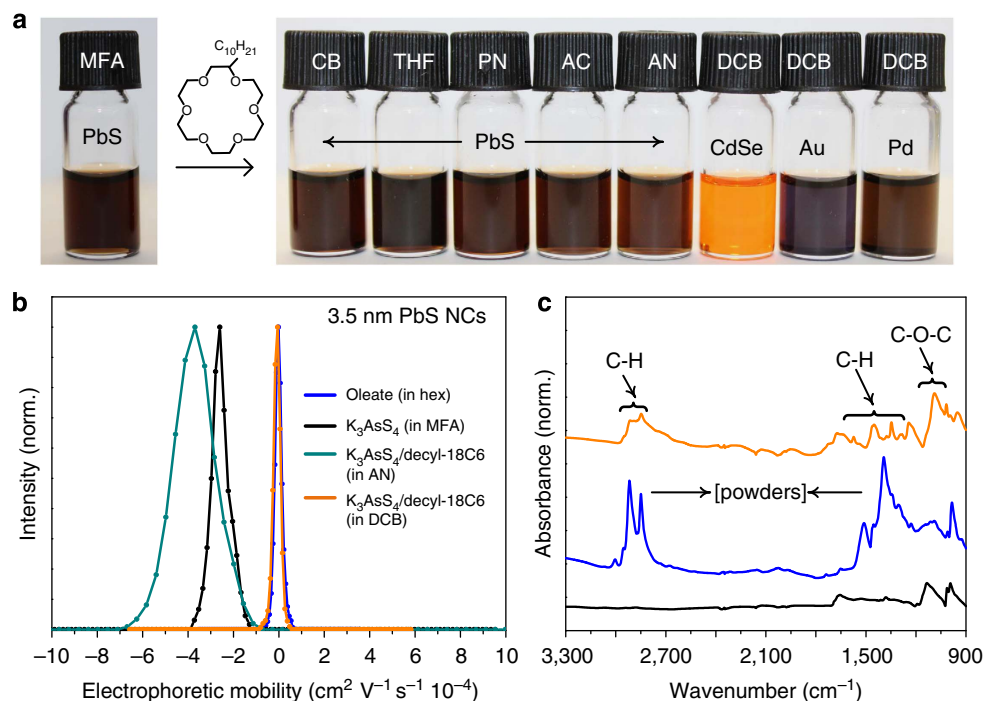 a
C₁₀H₂₁
MFA
PbS
O
O
O
O
O
O
CB THF PN AC AN DCB DCB DCB
PbS
CdSe Au Pd
b
3.5 nm PbS NCs
Oleate (in hex)
K₃AsS₄ (in MFA)
K₃AsS₄/decyl-18C6
(in AN)
K₃AsS₄/decyl-18C6
(in DCB)
Intensity (norm.)
−10 −8 −6 −4 −2 0 2 4 6 8 10
Electrophoretic mobility (cm² V⁻¹ s⁻¹ 10⁻⁴)
c
C-O-C
C-H
C-H
[powders]
Absorbance (norm.)
3,300 2,700 2,100 1,500 900
Wavenumber (cm⁻¹)